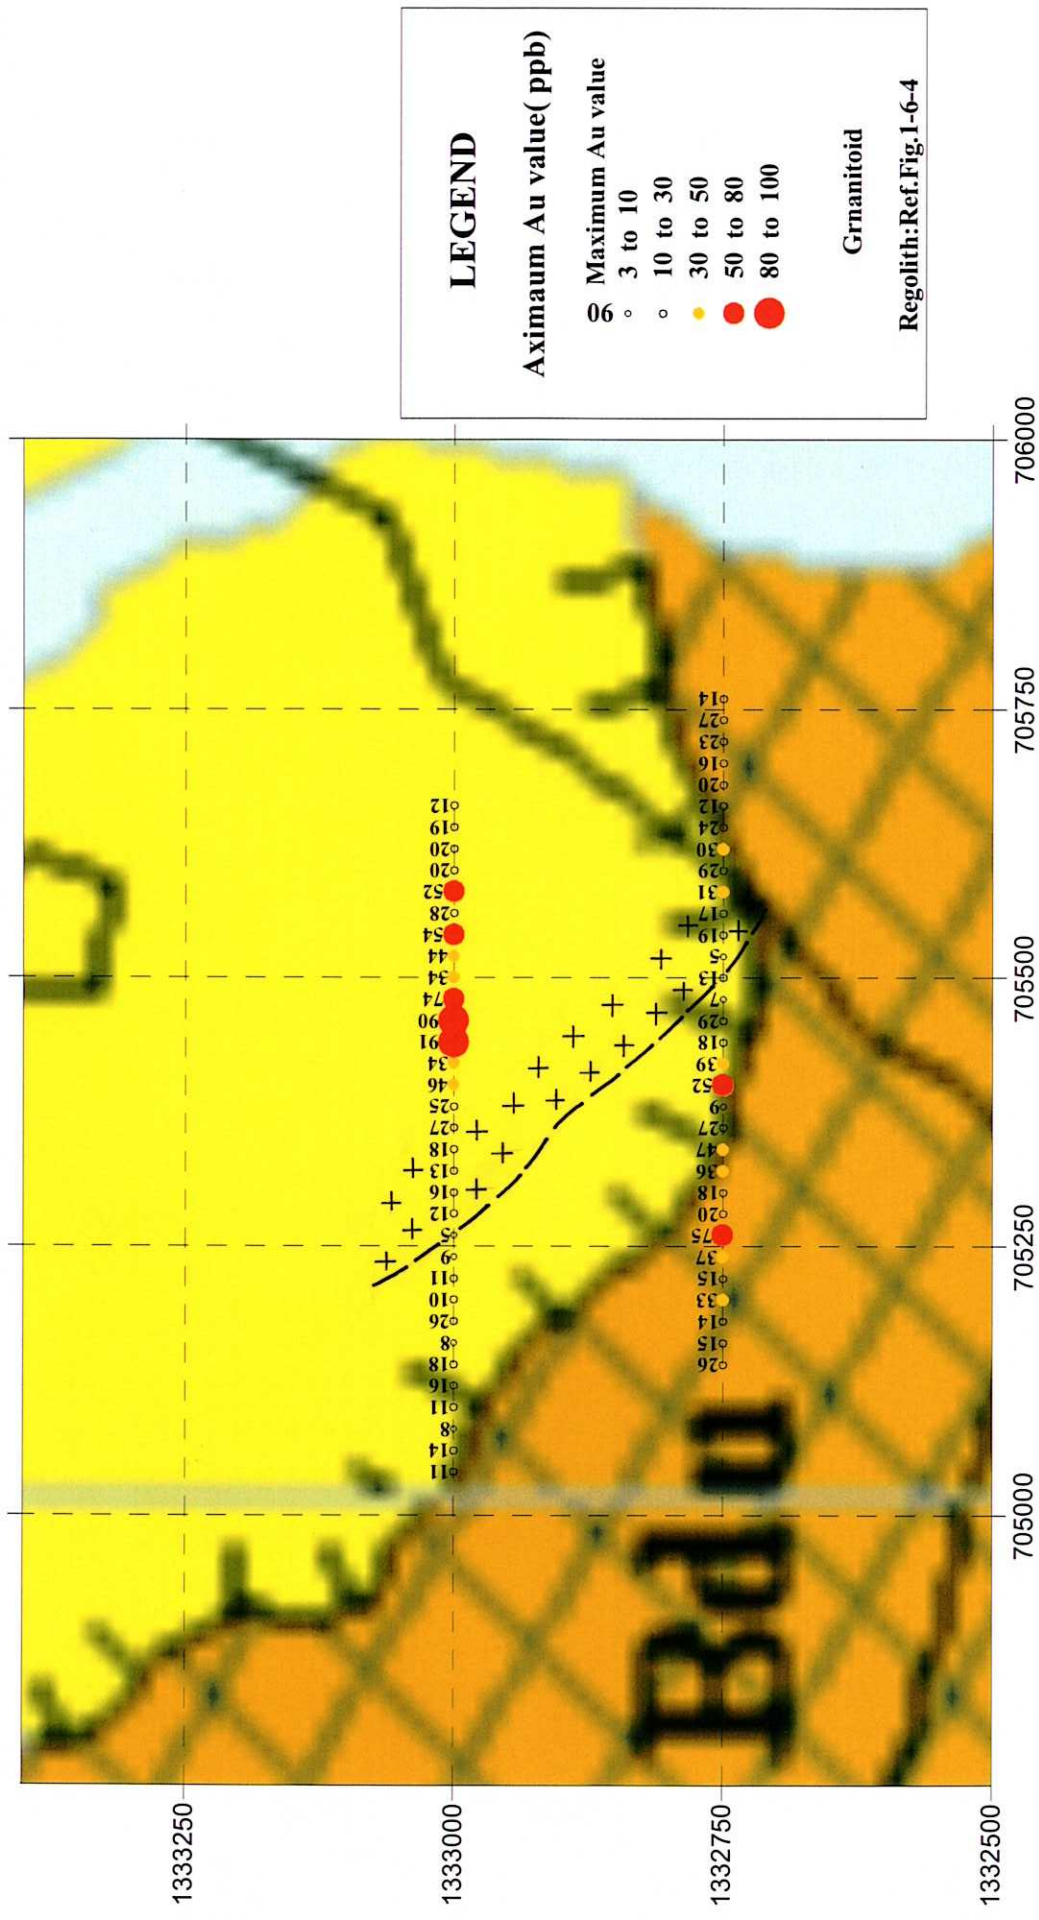 1333250
1333000
1332750
1332500
11 14 8 11 16 18 8 26 10 11 9 5 12 16 13 18 27 25 46 34 91 90 74 34 44 54 28 52 20 20 19 12
26 15 14 33 15 37 75 20 18 36 47 27 9 52 39 18 29 7 13 5 19 17 31 29 30 24 12 20 16 23 27 14
Bdu
705000
705250
705500
705750
706000
LEGEND
Aximaum Au value( ppb)
06 Maximum Au value
3 to 10
10 to 30
30 to 50
50 to 80
80 to 100
Grnanitoid
Regolith:Ref.Fig.1-6-4